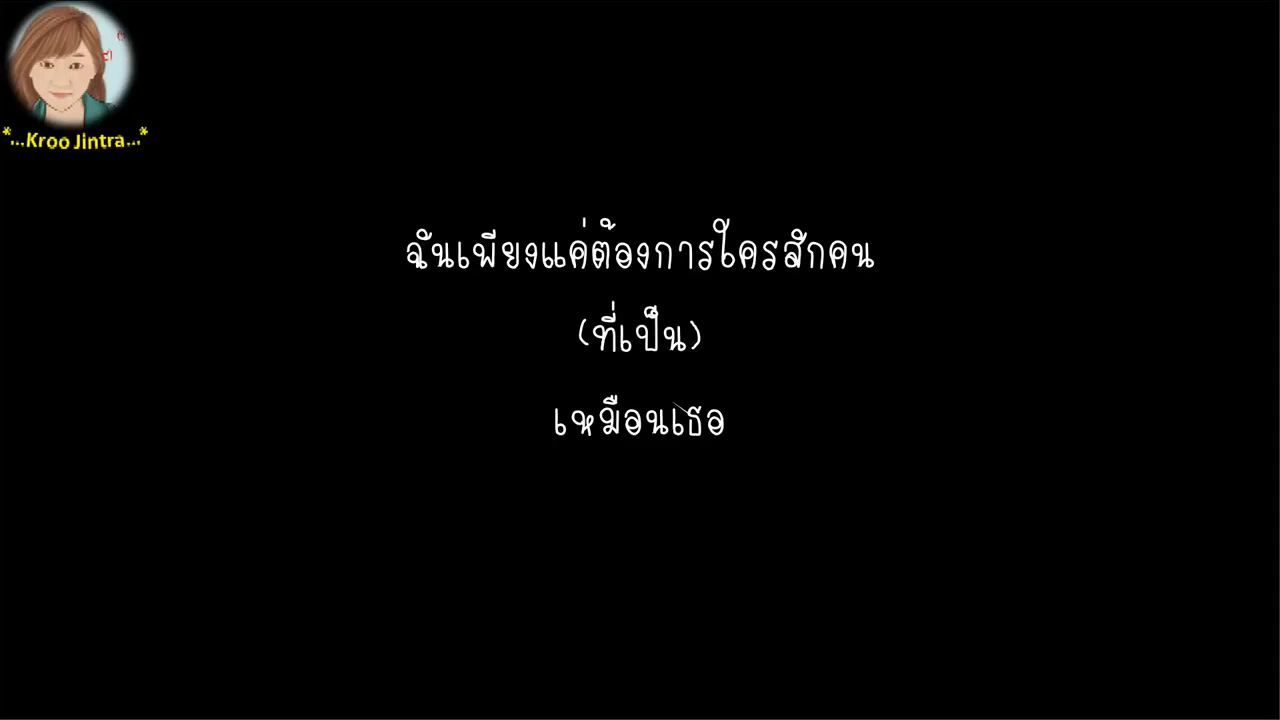 *...Kroo Jintra...*
ฉันเพียงแค่ต้องการใครสักคน
(ที่เป็น)
เหมือนเธอ